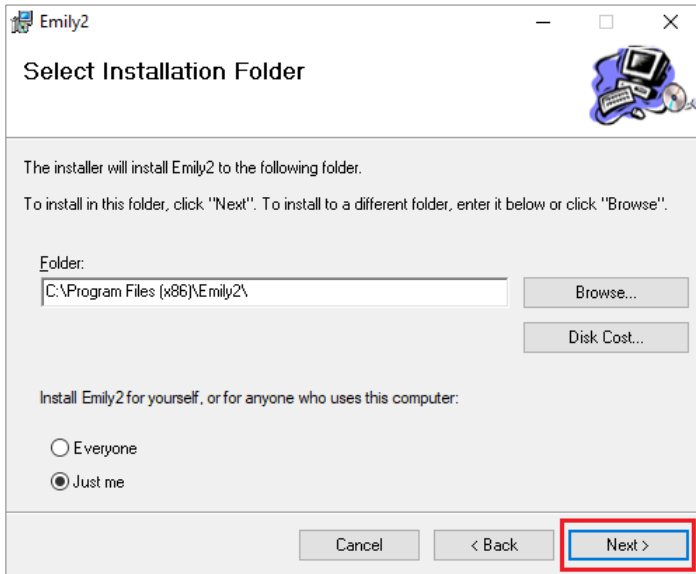 Emily2
Select Installation Folder
The installer will install Emily2 to the following folder.
To install in this folder, click "Next". To install to a different folder, enter it below or click "Browse".
Folder:
C:\Program Files (x86)\Emily2\
Browse...
Disk Cost...
Install Emily2 for yourself, or for anyone who uses this computer:
Everyone
Just me
Cancel
< Back
Next >